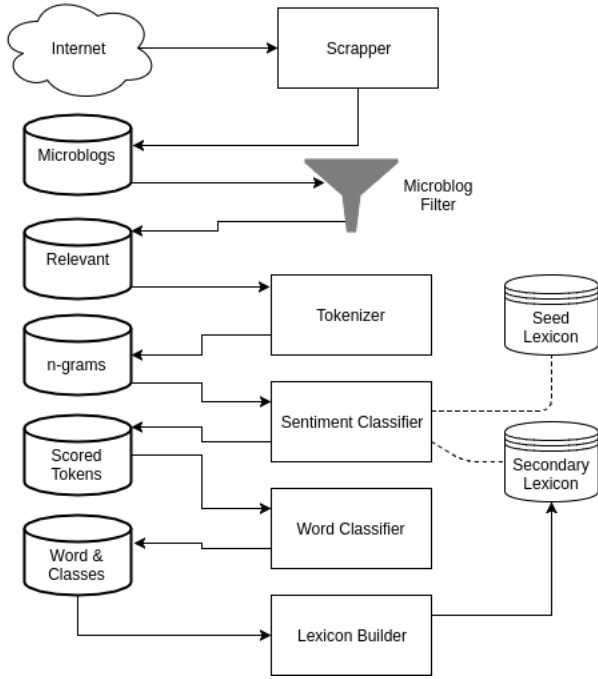 Internet
Scrapper
Microblogs
Microblog
Filter
Relevant
Tokenizer
Seed
Lexicon
n-grams
Sentiment Classifier
Scored
Tokens
Secondary
Lexicon
Word Classifier
Word &
Classes
Lexicon Builder